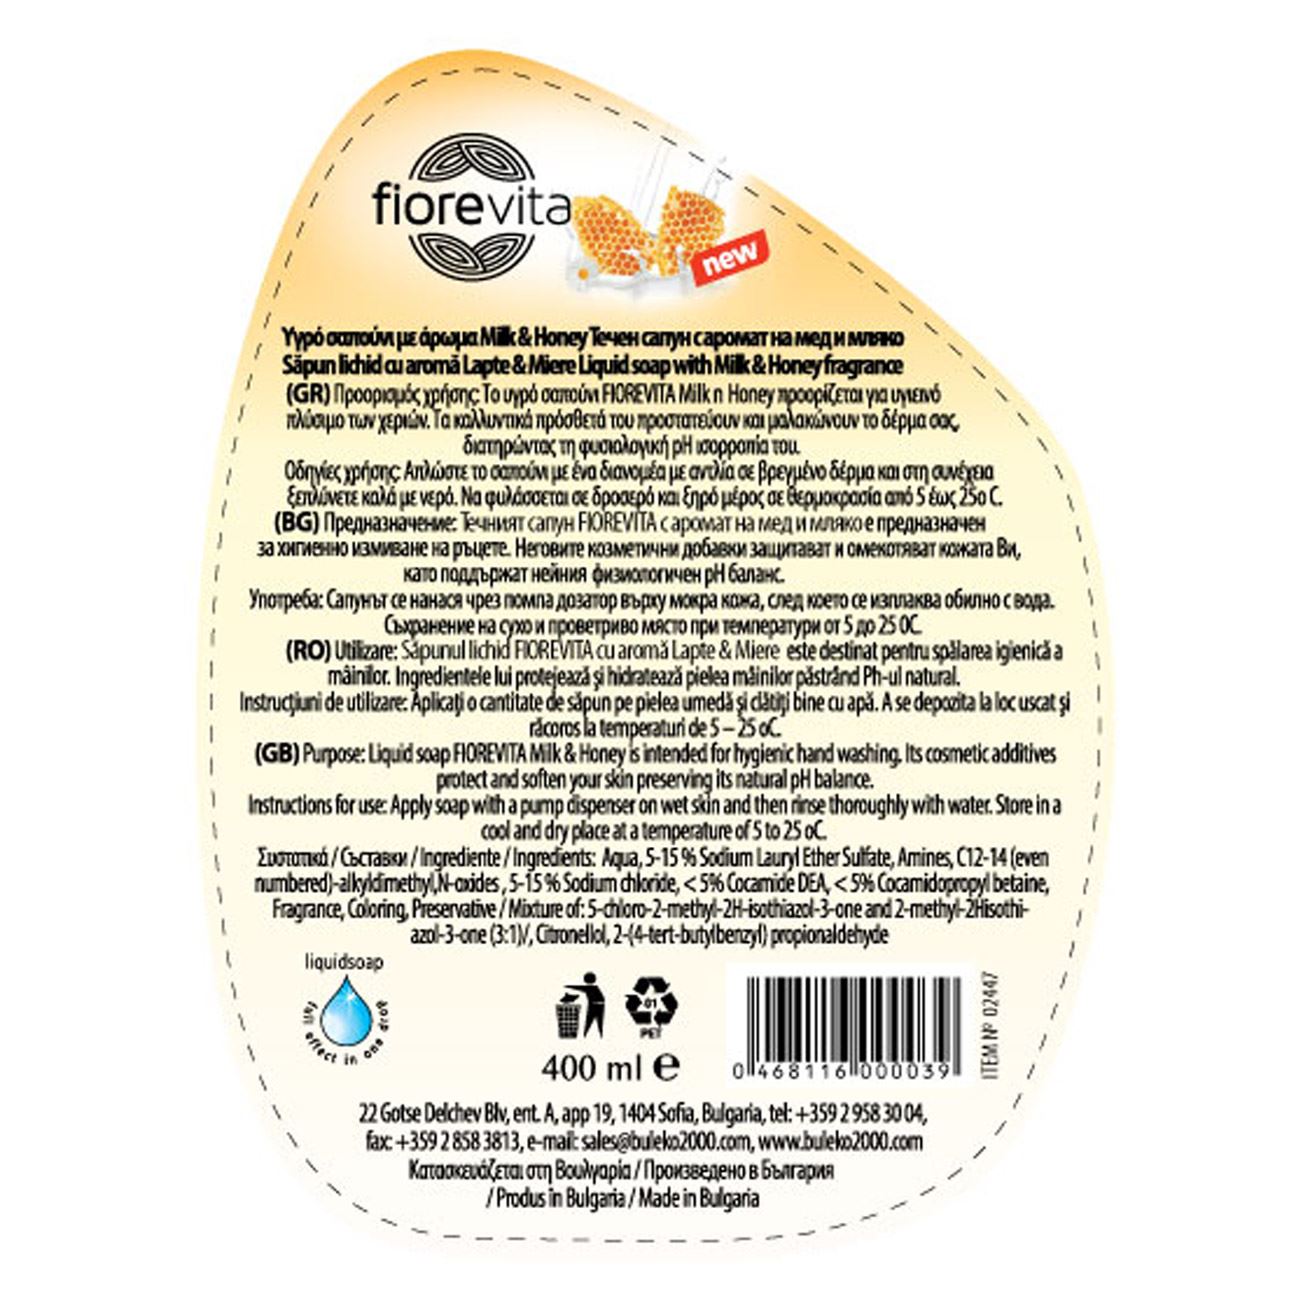 fiorevita
new
Υγρό σαπούνι με άρωμα Milk & Honey Течен сапун с аромат на мед и мляко
Săpun lichid cu aromă Lapte & Miere Liquid soap with Milk & Honey fragrance
(GR) Προορισμός χρήσης: Το υγρό σαπούνι FIOREVITA Milk n Honey προορίζεται για υγιεινό
πλύσιμο των χεριών. Τα καλλυντικά πρόσθετά του προστατεύουν και μαλακώνουν το δέρμα σας,
διατηρώντας τη φυσιολογική pH ισορροπία του.
Οδηγίες χρήσης: Απλώστε το σαπούνι με ένα διανομέα με αντλία σε βρεγμένο δέρμα και στη συνέχεια
ξεπλύνετε καλά με νερό. Να φυλάσσεται σε δροσερό και ξηρό μέρος σε θερμοκρασία από 5 έως 25ο C.
(BG) Предназначение: Течният сапун FIOREVITA с аромат на мед и мляко е предназначен
за хигиенно измиване на ръцете. Неговите козметични добавки защитават и омекотяват кожата Ви,
като поддържат нейния физиологичен pH баланс.
Употреба: Сапунът се нанася чрез помпа дозатор върху мокра кожа, след което се изплаква обилно с вода.
Съхранение на сухо и проветриво място при температури от 5 до 25 0C.
(RO) Utilizare: Săpunul lichid FIOREVITA cu aromă Lapte & Miere este destinat pentru spălarea igienică a
mâinilor. Ingredientele lui protejează și hidratează pielea mâinilor păstrând Ph-ul natural.
Instrucțiuni de utilizare: Aplicați o cantitate de săpun pe pielea umedă și clătiți bine cu apă. A se depozita la loc uscat și
răcoros la temperaturi de 5 – 25 oC.
(GB) Purpose: Liquid soap FIOREVITA Milk & Honey is intended for hygienic hand washing. Its cosmetic additives
protect and soften your skin preserving its natural pH balance.
Instructions for use: Apply soap with a pump dispenser on wet skin and then rinse thoroughly with water. Store in a
cool and dry place at a temperature of 5 to 25 oC.
Συστατικά / Съставки / Ingrediente / Ingredients: Aqua, 5-15 % Sodium Lauryl Ether Sulfate, Amines, C12-14 (even
numbered)-alkyldimethyl,N-oxides , 5-15 % Sodium chloride, < 5% Cocamide DEA, < 5% Cocamidopropyl betaine,
Fragrance, Coloring, Preservative / Mixture of: 5-chloro-2-methyl-2H-isothiazol-3-one and 2-methyl-2Hisothi-
azol-3-one (3:1)/, Citronellol, 2-(4-tert-butylbenzyl) propionaldehyde
liquidsoap
full effect in one drop
01
PET
400 ml e
0 468116 000039
ITEM Nº 02447
22 Gotse Delchev Blv, ent. A, app 19, 1404 Sofia, Bulgaria, tel: +359 2 958 30 04,
fax: +359 2 858 3813, e-mail: sales@buleko2000.com, www.buleko2000.com
Κατασκευάζεται στη Βουλγαρία / Произведено в България
/ Produs în Bulgaria / Made in Bulgaria